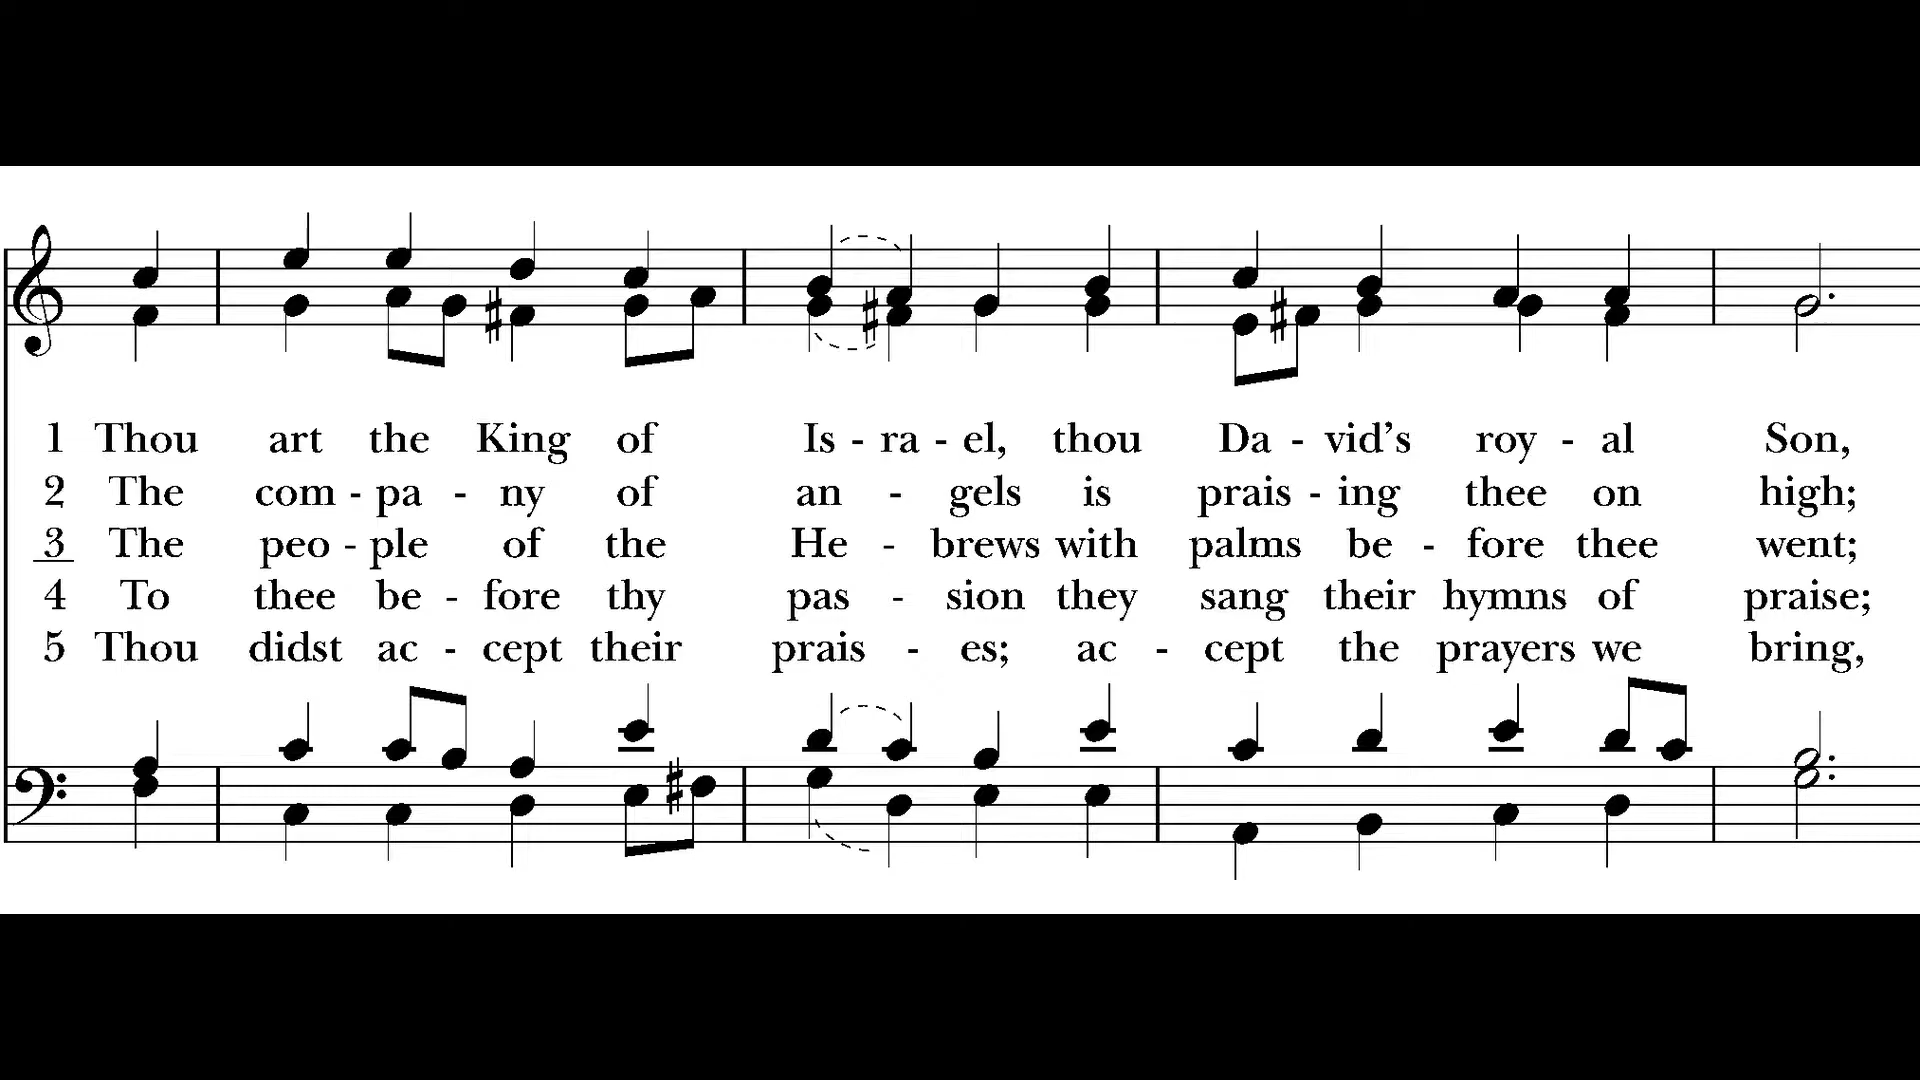 1 Thou art the King of Is - ra - el, thou Da - vid's roy - al Son,
2 The com - pa - ny of an - gels is prais - ing thee on high;
3 The peo - ple of the He - brews with palms be - fore thee went;
4 To thee be - fore thy pas - sion they sang their hymns of praise;
5 Thou didst ac - cept their prais - es; ac - cept the prayers we bring,